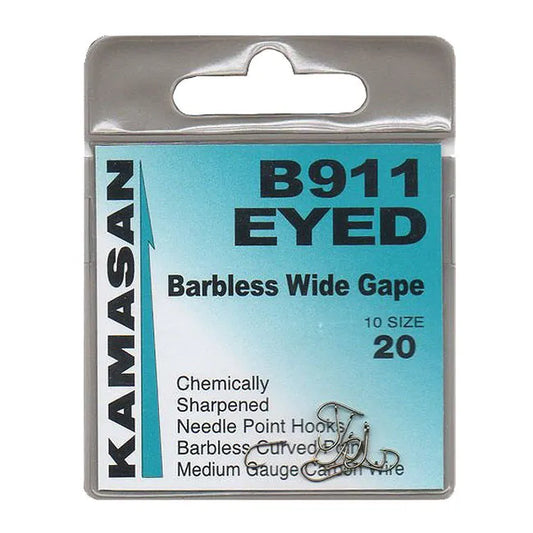 KAMASAN
B911
EYED
Barbless Wide Gape
10 SIZE
20
Chemically
Sharpened
Needle Point Hooks
Barbless Curved Point
Medium Gauge Carbon Wire